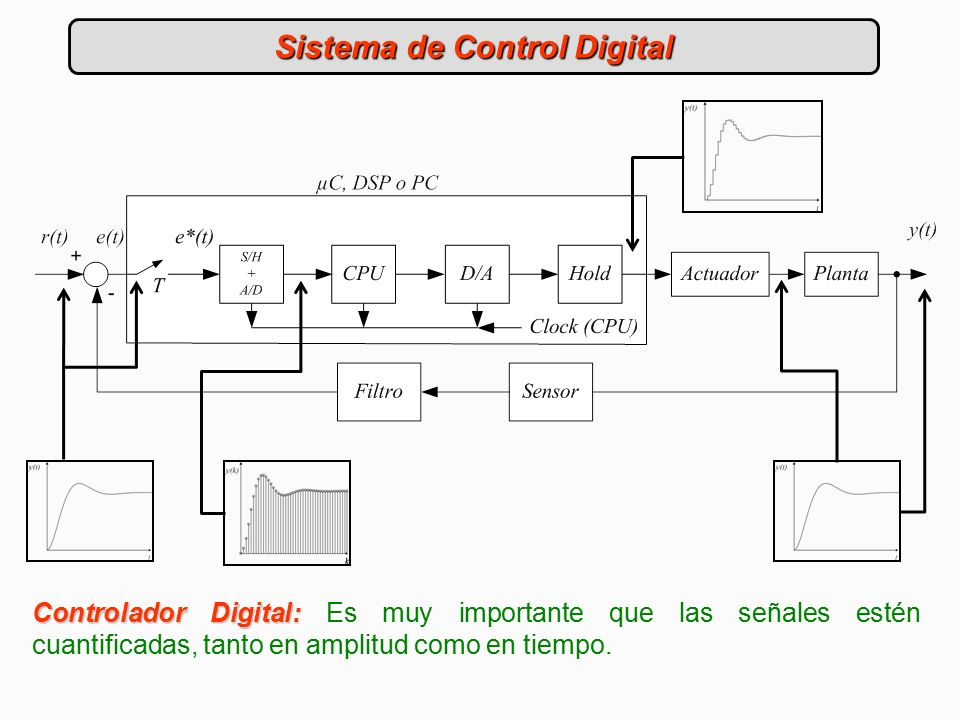 Sistema de Control Digital
y(t)
t
µC, DSP o PC
r(t)
e(t)
e*(t)
y(t)
+
-
T
S/H
+
A/D
CPU
D/A
Hold
Actuador
Planta
Clock (CPU)
Filtro
Sensor
y(t)
t
y(k)
k
y(t)
t
Controlador Digital: Es muy importante que las señales estén
cuantificadas, tanto en amplitud como en tiempo.